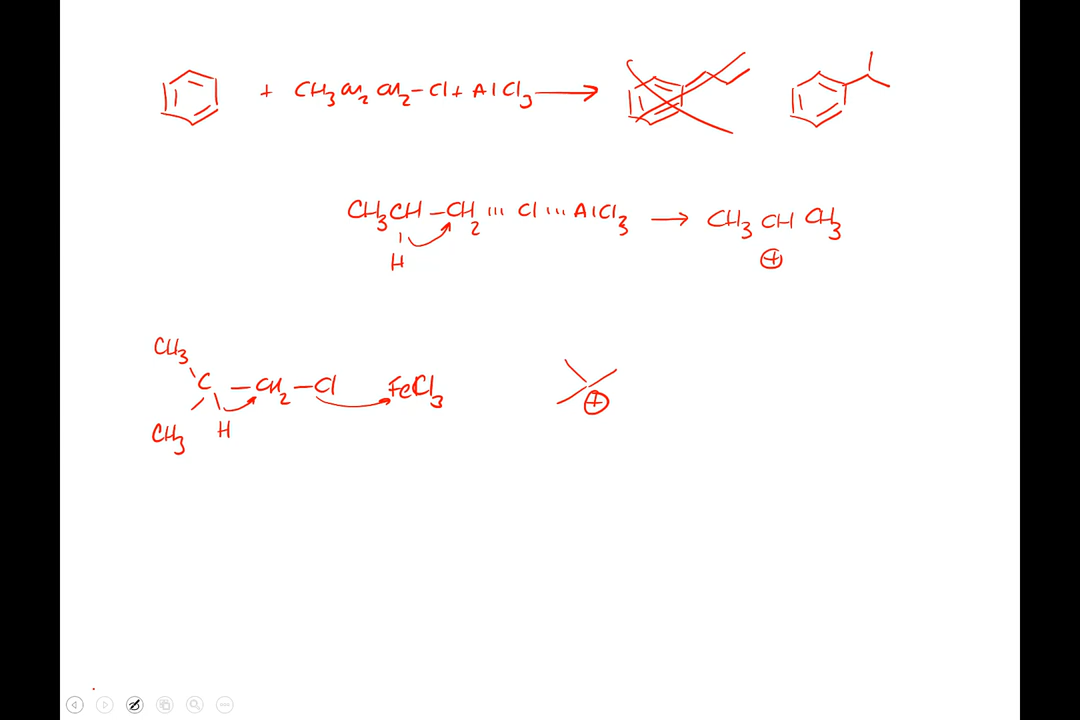 + CH3CH2CH2-Cl + AlCl3 ⟶
CH3CH-CH2 ··· Cl ··· AlCl3 → CH3 CH CH3
H
+
CH3
C-CH2-Cl FeCl3
+
CH3 H